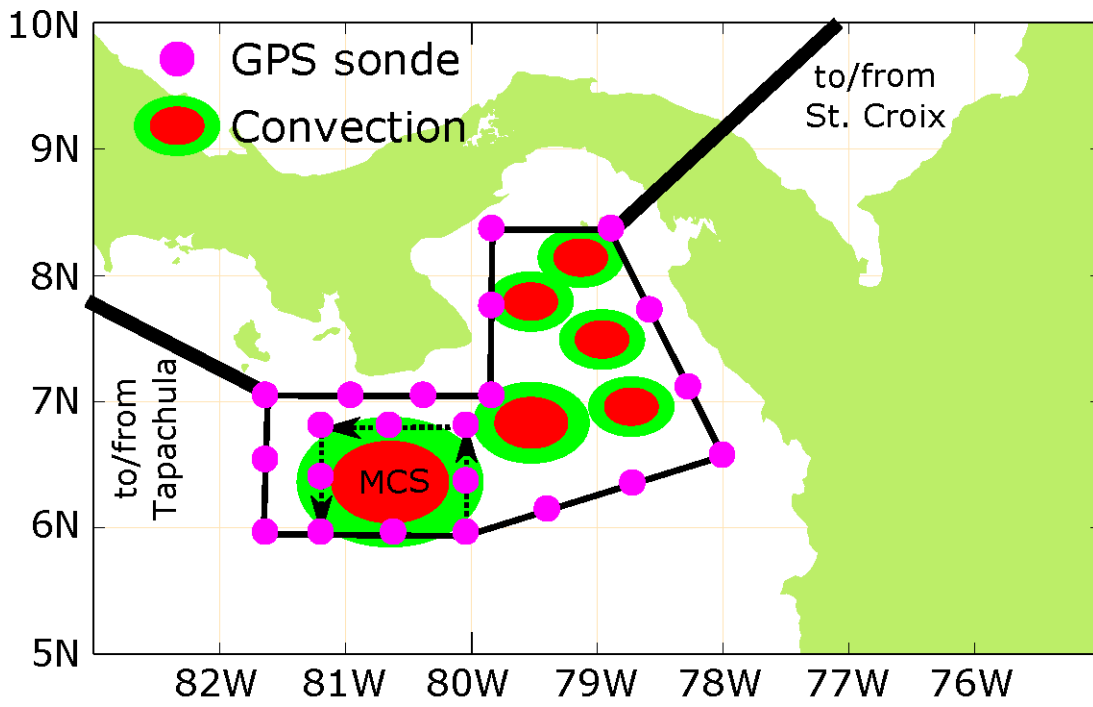 10N
GPS sonde
to/from
St. Croix
Convection
9N
8N
7N
to/from
Tapachula
MCS
6N
5N
82W
81W
80W
79W
78W
77W
76W